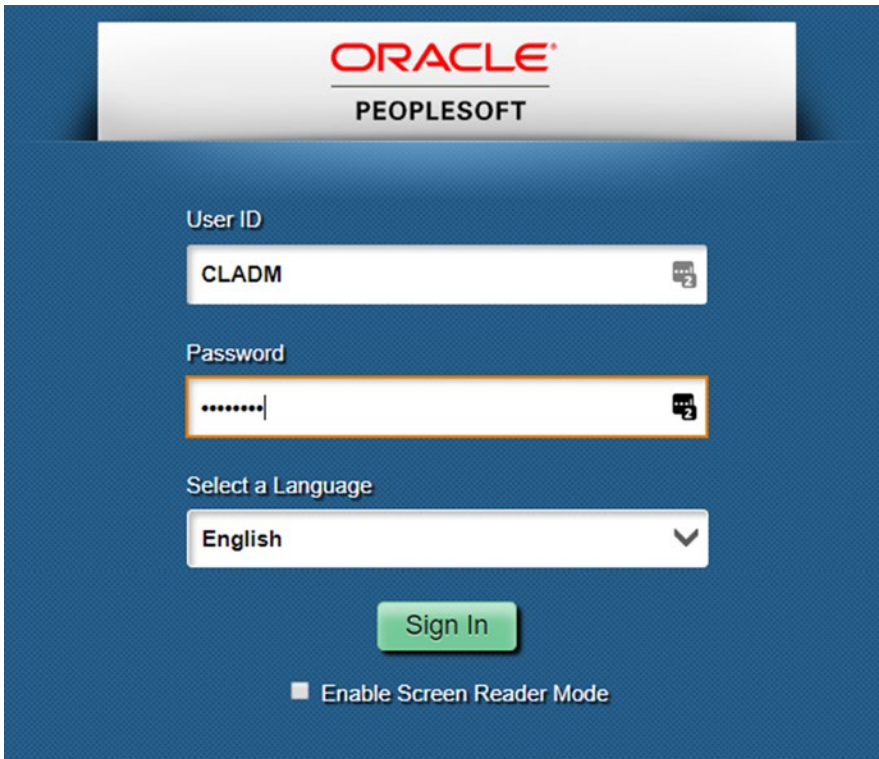 ORACLE
PEOPLESOFT
User ID
CLADM
Password
••••••••
Select a Language
English
Sign In
Enable Screen Reader Mode